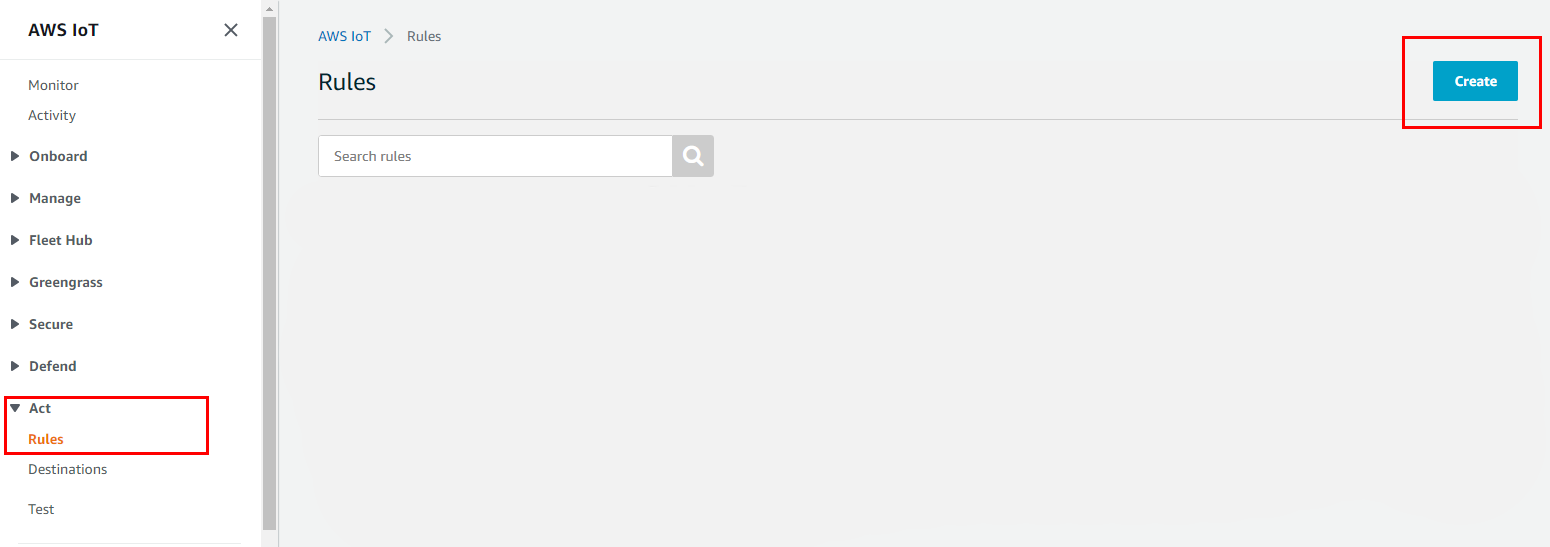 AWS IoT
Monitor
Activity
Onboard
Manage
Fleet Hub
Greengrass
Secure
Defend
Act
Rules
Destinations
Test
AWS IoT > Rules
Rules
Create
Search rules